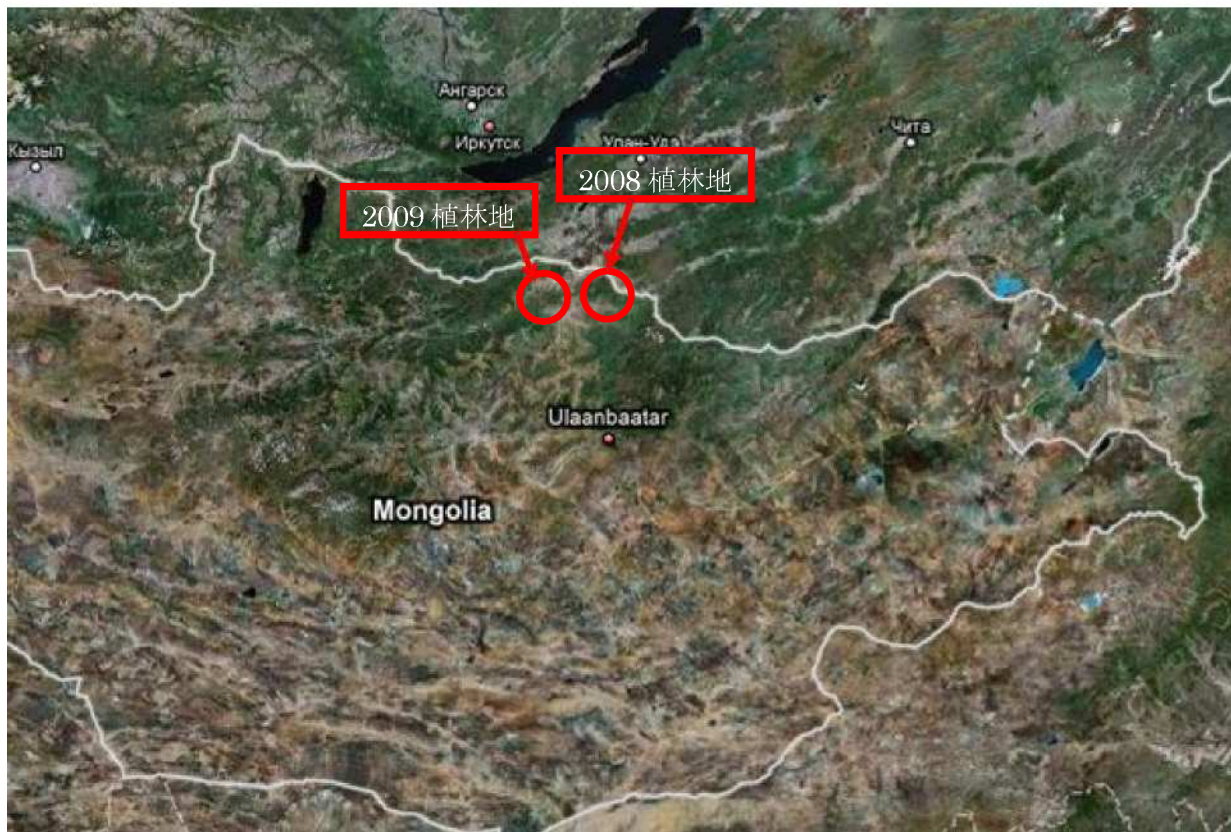 Ангарск
Иркутск
Улан-Удэ
Чита
Кызыл
2008 植林地
2009 植林地
Ulaanbaatar
Mongolia